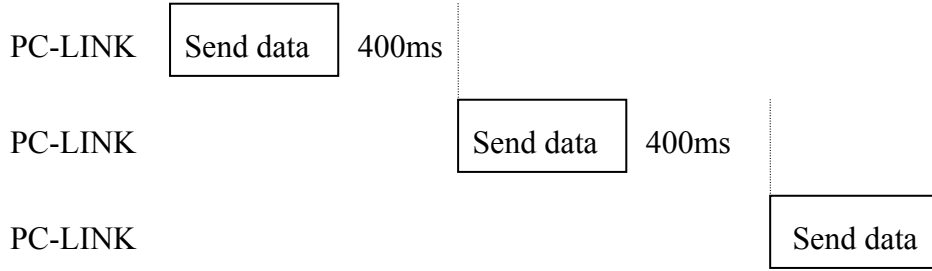 PC-LINK Send data 400ms
PC-LINK Send data 400ms
PC-LINK Send data